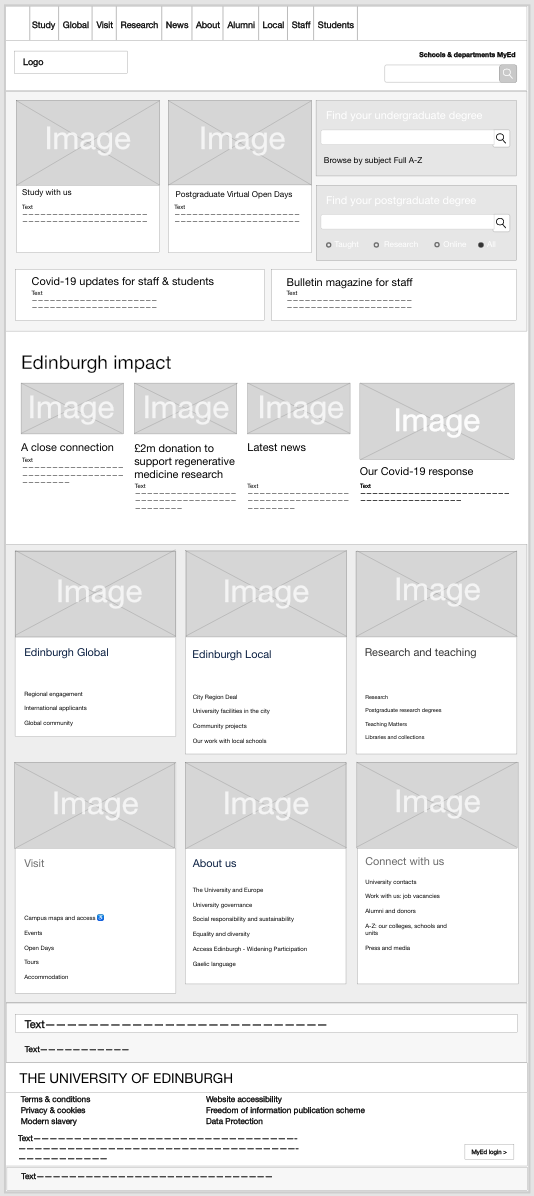 Study Global Visit Research News About Alumni Local Staff Students
Logo
Schools & departments MyEd
Image
Image
Study with us
Text
Postgraduate Virtual Open Days
Text
Find your undergraduate degree
Browse by subject Full A-Z
Find your postgraduate degree
Taught Research Online All
Covid-19 updates for staff & students
Text
Bulletin magazine for staff
Text
Edinburgh impact
Image
Image
Image
Image
A close connection
Text
£2m donation to
support regenerative
medicine research
Text
Latest news
Text
Our Covid-19 response
Text
Image
Image
Image
Edinburgh Global
Regional engagement
International applicants
Global community
Edinburgh Local
City Region Deal
University facilities in the city
Community projects
Our work with local schools
Research and teaching
Research
Postgraduate research degrees
Teaching Matters
Libraries and collections
Image
Image
Image
Visit
Campus maps and access ♿
Events
Open Days
Tours
Accommodation
About us
The University and Europe
University governance
Social responsibility and sustainability
Equality and diversity
Access Edinburgh - Widening Participation
Gaelic language
Connect with us
University contacts
Work with us: job vacancies
Alumni and donors
A-Z: our colleges, schools and
units
Press and media
Text
Text
THE UNIVERSITY OF EDINBURGH
Terms & conditions
Privacy & cookies
Modern slavery
Website accessibility
Freedom of information publication scheme
Data Protection
Text
MyEd login >
Text